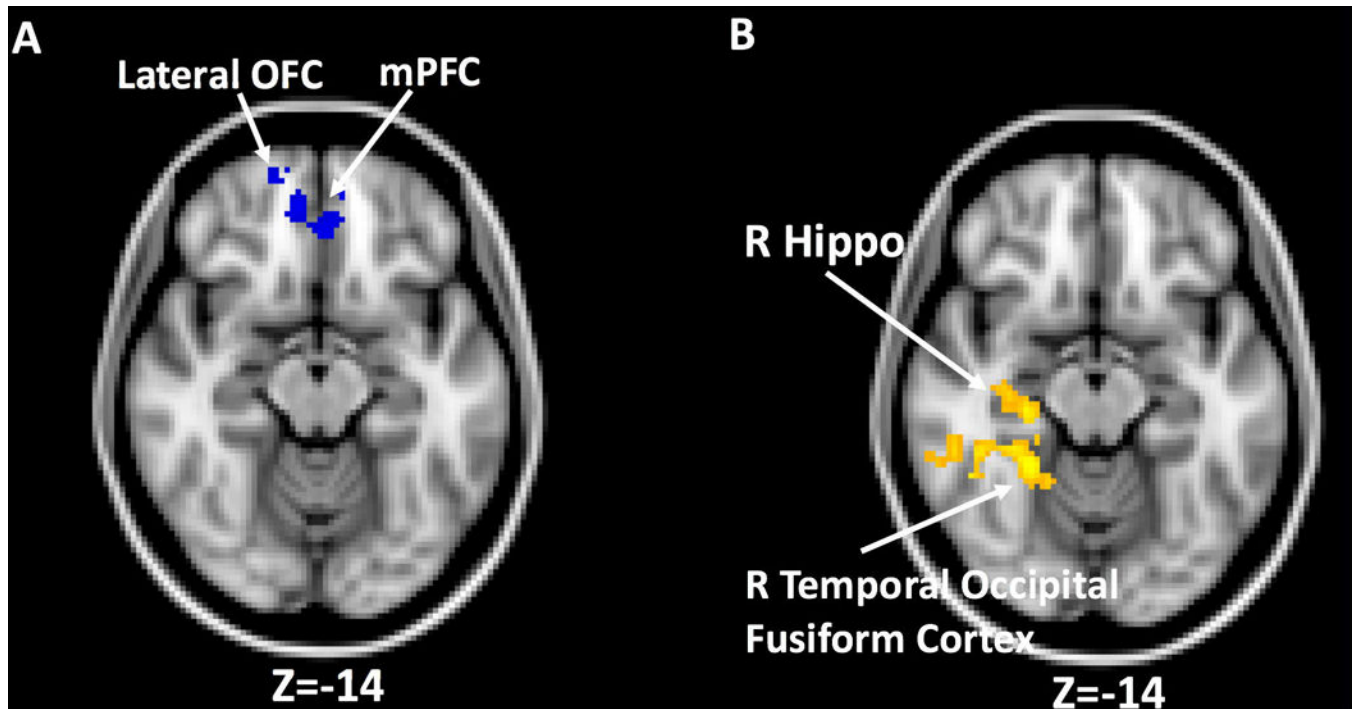 A
Lateral OFC
mPFC
Z=-14
B
R Hippo
R Temporal Occipital
Fusiform Cortex
Z=-14